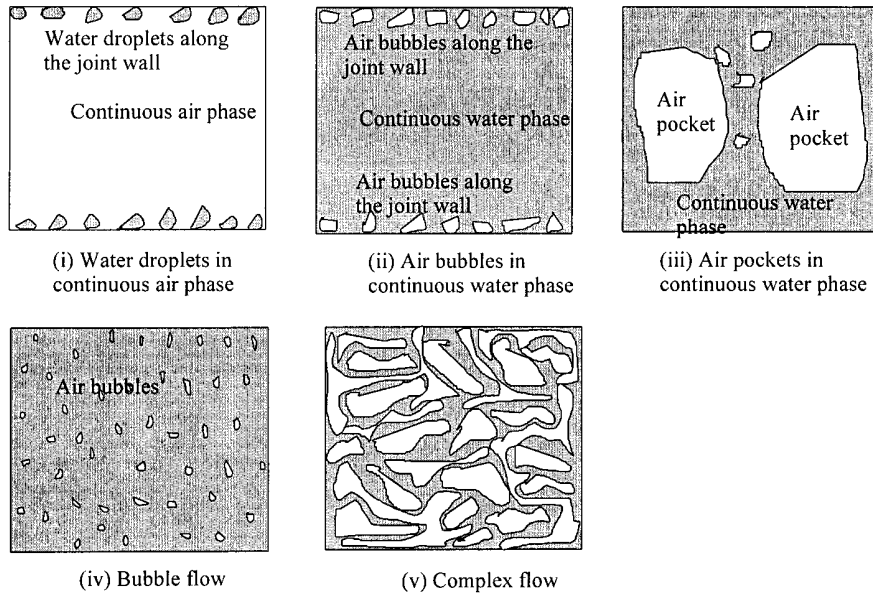 Water droplets along
the joint wall
Continuous air phase
(i) Water droplets in
continuous air phase
Air bubbles along the
joint wall
Continuous water phase
Air bubbles along
the joint wall
(ii) Air bubbles in
continuous water phase
Air
pocket
Air
pocket
Continuous water
phase
(iii) Air pockets in
continuous water phase
Air bubbles
(iv) Bubble flow
(v) Complex flow